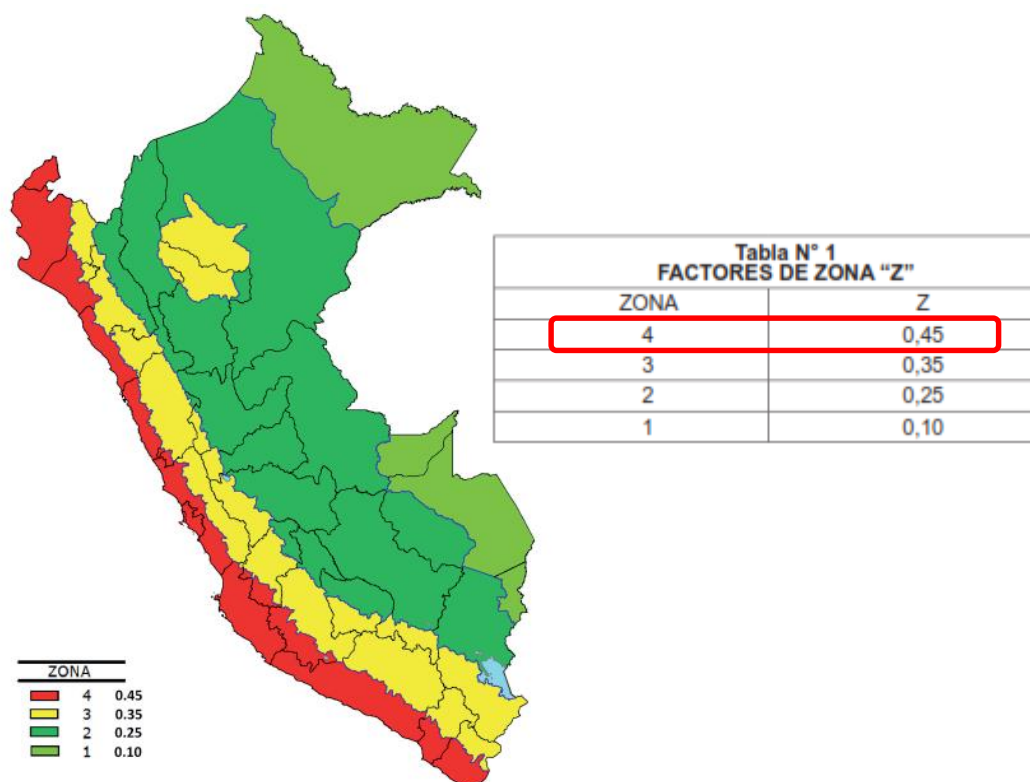 Tabla N° 1
FACTORES DE ZONA “Z”
ZONA Z
4 0,45
3 0,35
2 0,25
1 0,10
ZONA
4 0.45
3 0.35
2 0.25
1 0.10